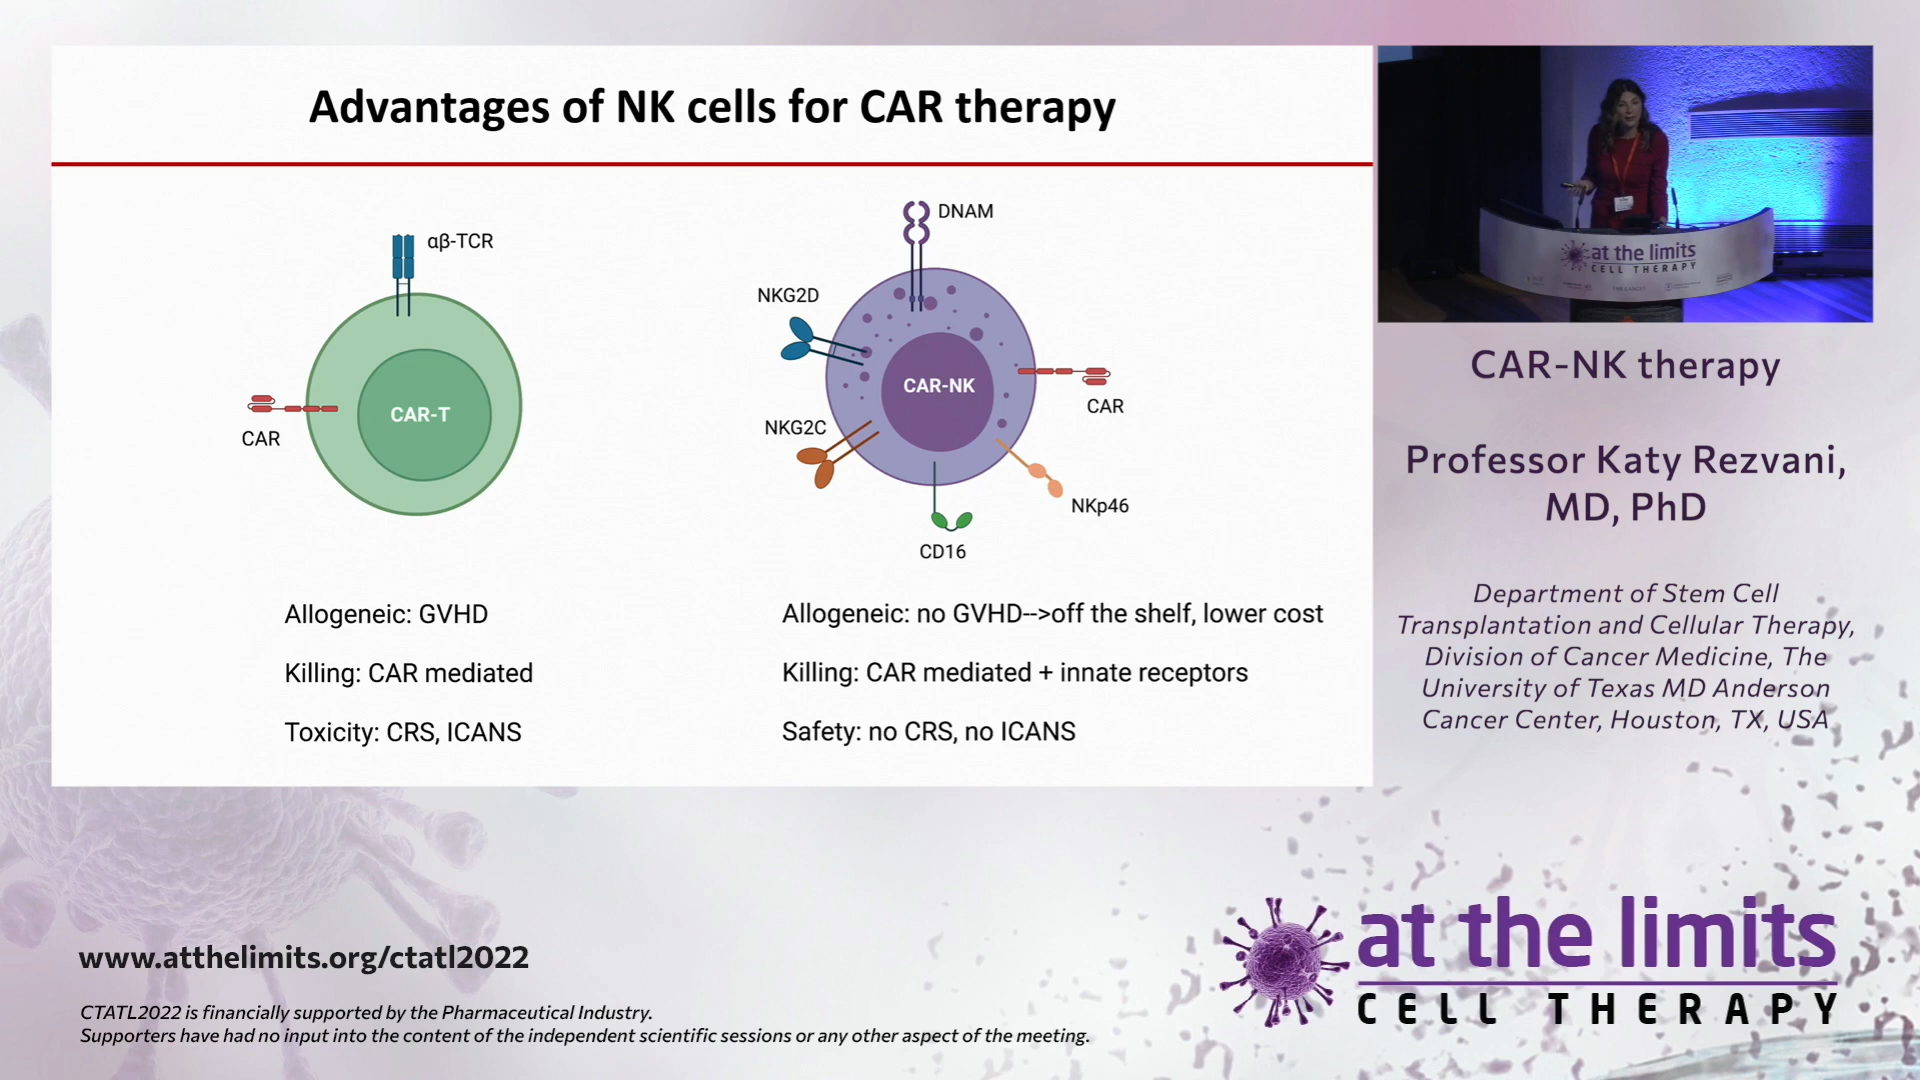 Advantages of NK cells for CAR therapy
αβ-TCR
CAR-T
CAR
DNAM
NKG2D
CAR-NK
CAR
NKG2C
NKp46
CD16
Allogeneic: GVHD
Killing: CAR mediated
Toxicity: CRS, ICANS
Allogeneic: no GVHD-->off the shelf, lower cost
Killing: CAR mediated + innate receptors
Safety: no CRS, no ICANS
at the limits
CELL THERAPY
CAR-NK therapy
Professor Katy Rezvani,
MD, PhD
Department of Stem Cell
Transplantation and Cellular Therapy,
Division of Cancer Medicine, The
University of Texas MD Anderson
Cancer Center, Houston, TX, USA
www.atthelimits.org/ctatl2022
CTATL2022 is financially supported by the Pharmaceutical Industry.
Supporters have had no input into the content of the independent scientific sessions or any other aspect of the meeting.
at the limits
CELL THERAPY